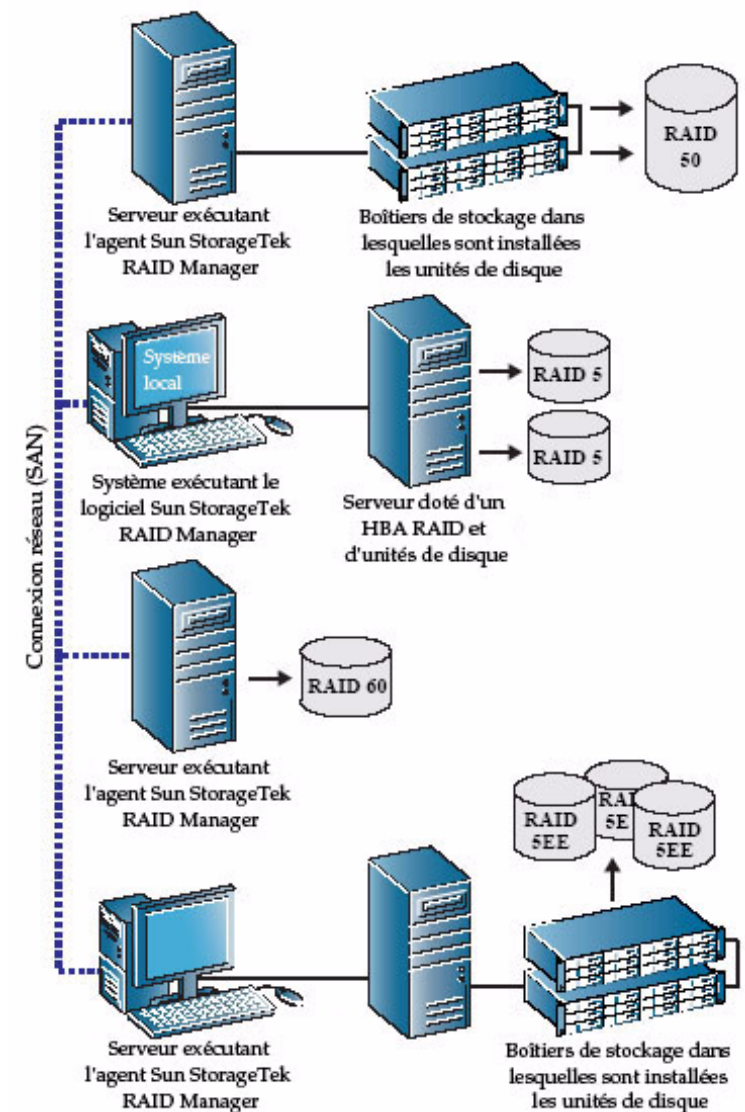 RAID
50
Serveur exécutant
l'agent Sun StorageTek
RAID Manager
Boîtiers de stockage dans
lesquelles sont installées
les unités de disque
Connexion réseau (SAN)
Système
local
RAID 5
RAID 5
Système exécutant le
logiciel Sun StorageTek
RAID Manager
Serveur doté d'un
HBA RAID et
d'unités de disque
RAID 60
Serveur exécutant
l'agent Sun StorageTek
RAID Manager
RAID
5EE
RAI
5E
RAID
5EE
Serveur exécutant
l'agent Sun StorageTek
RAID Manager
Boîtiers de stockage dans
lesquelles sont installées
les unités de disque